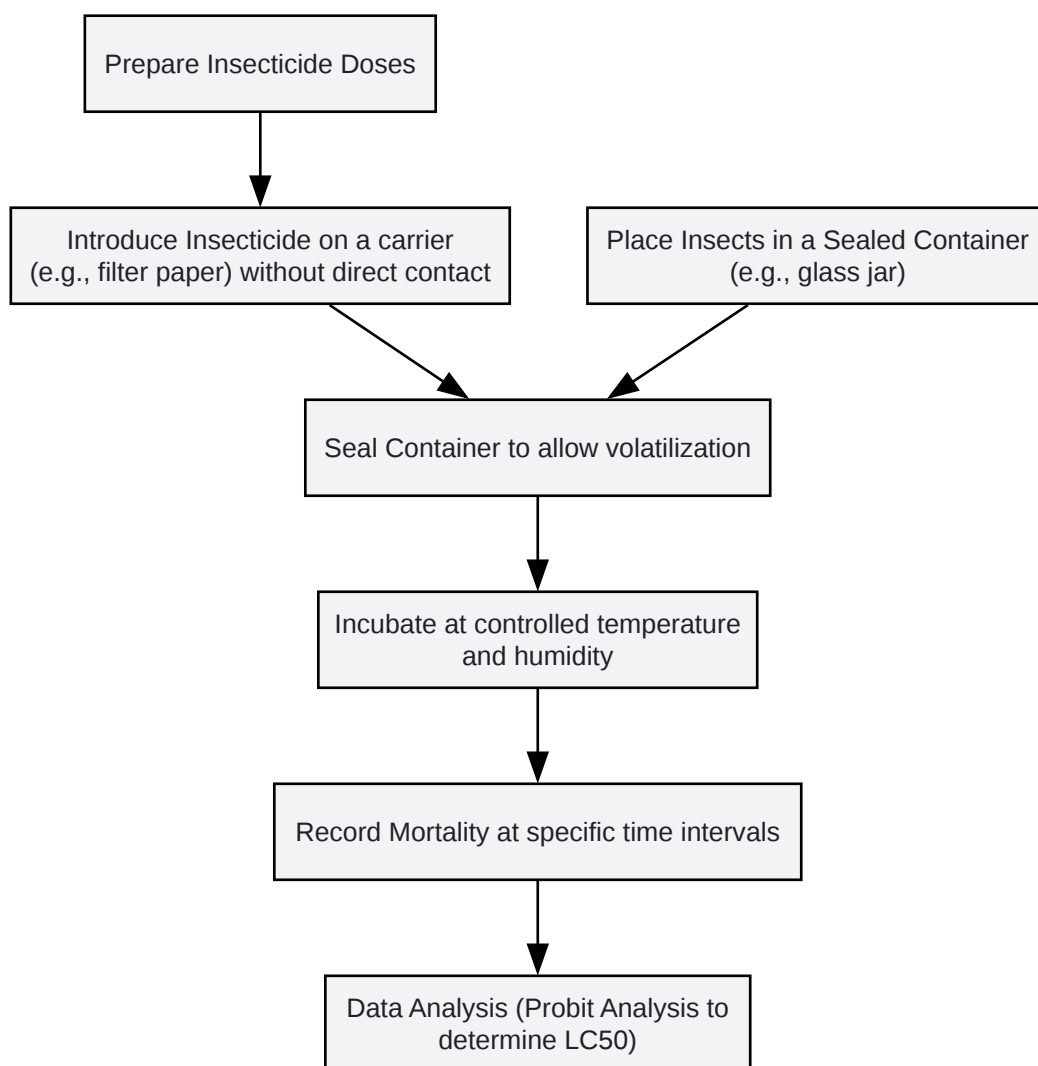 Prepare Insecticide Doses
Introduce Insecticide on a carrier
(e.g., filter paper) without direct contact
Place Insects in a Sealed Container
(e.g., glass jar)
Seal Container to allow volatilization
Incubate at controlled temperature
and humidity
Record Mortality at specific time intervals
Data Analysis (Probit Analysis to
determine LC50)